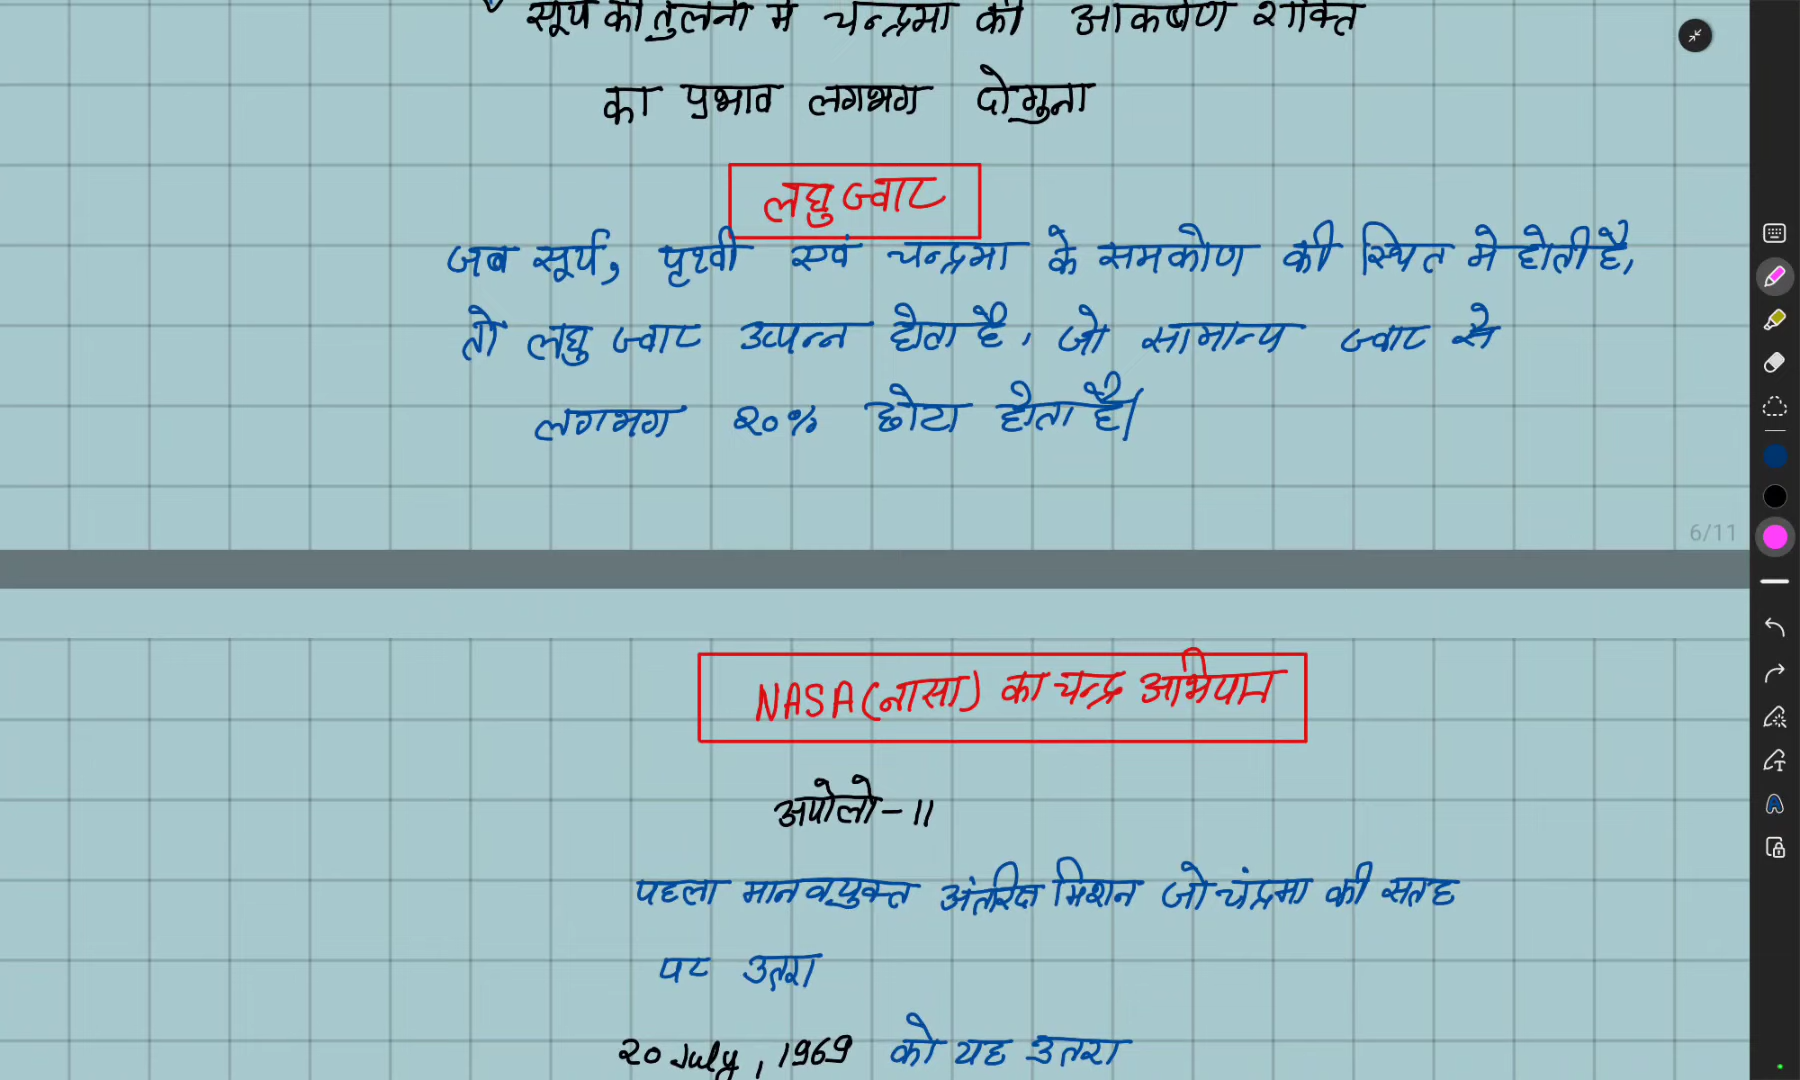 सूर्य की तुलना मे चन्द्रमा की आकर्षण शक्ति
का प्रभाव लगभग दोगुना
लघु ज्वार
जब सूर्य, पृथ्वी एवं चन्द्रमा के समकोण की स्थित मे होती है,
तो लघु ज्वार उत्पन्न होता है, जो सामान्य ज्वार से
लगभग 20% छोटा होता है|
6/11
NASA (नासा) का चन्द्र अभियान
अपोलो-11
पहला मानवयुक्त अंतरिक्ष मिशन जो चंद्रमा की सतह
पर उतरा
20 July, 1969 को यह उतरा